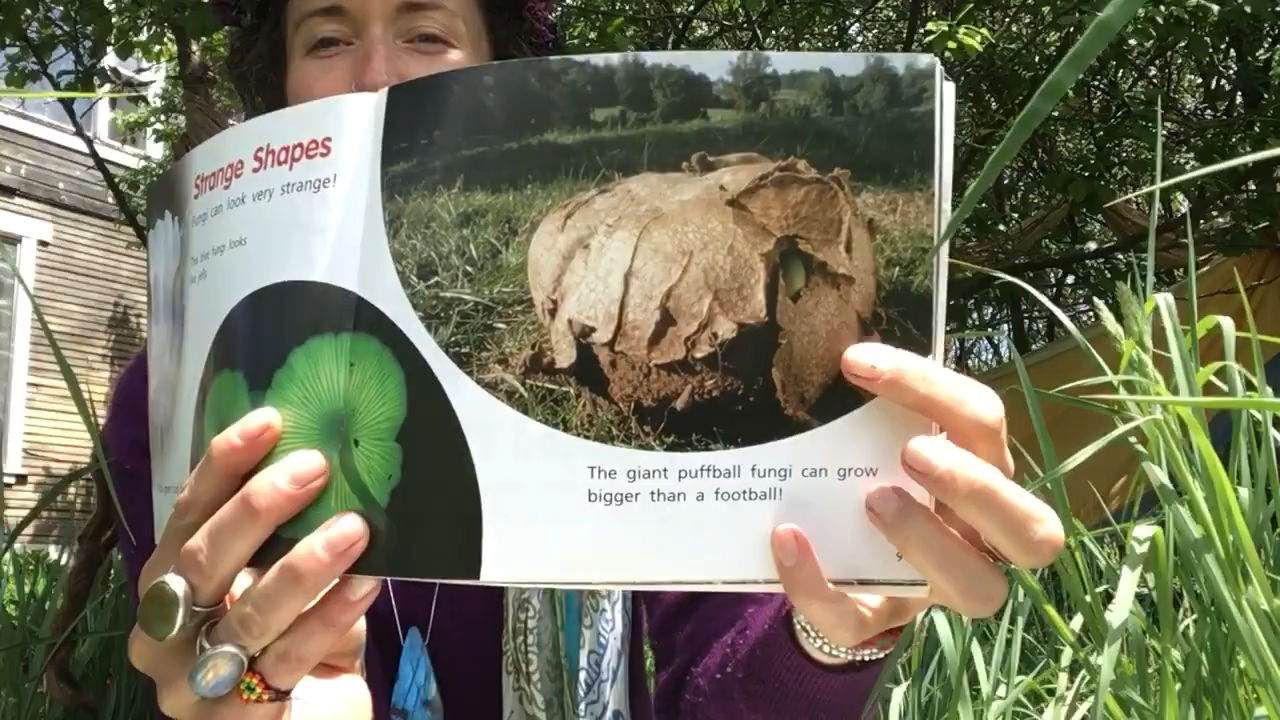 Strange Shapes
Fungi can look very strange!
The blue fungi looks
like jelly
The giant puffball fungi can grow
bigger than a football!
9